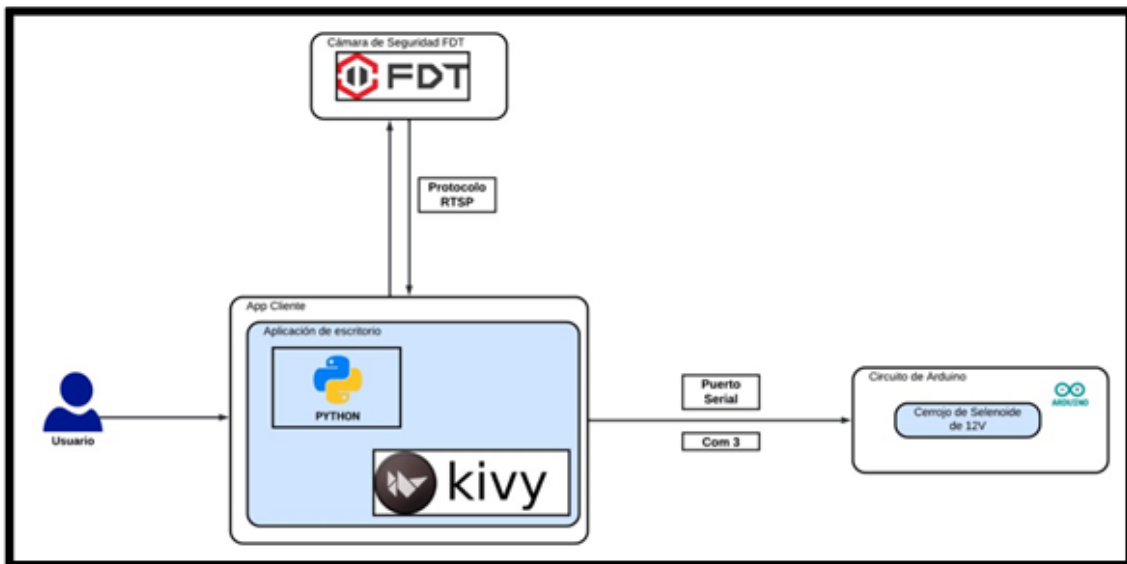 Cámara de Seguridad FDT
FDT
Protocolo
RTSP
App Cliente
Aplicación de escritorio
PYTHON
kivy
Usuario
Puerto
Serial
Com 3
Circuito de Arduino
ARDUINO
Cerrojo de Selenoide
de 12V